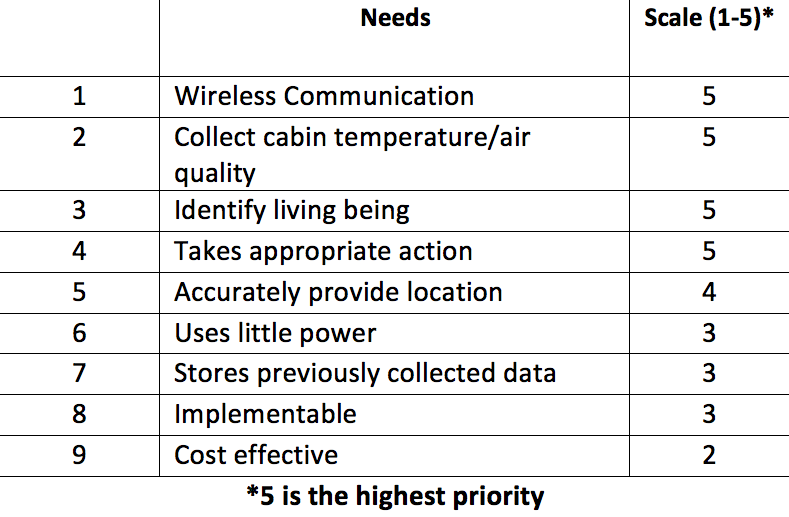 Needs Scale (1-5)*
1 Wireless Communication 5
2 Collect cabin temperature/air 5
quality
3 Identify living being 5
4 Takes appropriate action 5
5 Accurately provide location 4
6 Uses little power 3
7 Stores previously collected data 3
8 Implementable 3
9 Cost effective 2
*5 is the highest priority